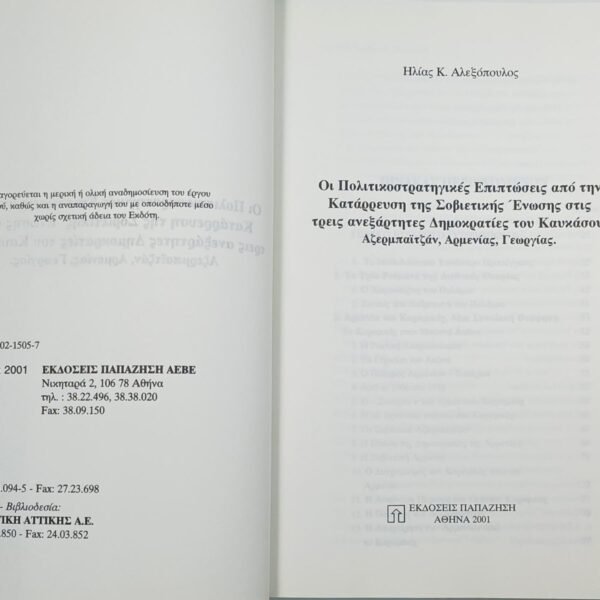 αγορεύεται η μερική ή ολική αναδημοσίευση του έργου
ού, καθώς και η αναπαραγωγή του με οποιοδήποτε μέσο
χωρίς σχετική άδεια του Εκδότη.
02-1505-7
2001 ΕΚΔΟΣΕΙΣ ΠΑΠΑΖΗΣΗ ΑΕΒΕ
Νικηταρά 2, 106 78 Αθήνα
τηλ. : 38.22.496, 38.38.020
Fax: 38.09.150
.094-5 - Fax: 27.23.698
- Βιβλιοδεσία:
ΤΙΚΗ ΑΤΤΙΚΗΣ Α.Ε.
.850 - Fax: 24.03.852
Ηλίας Κ. Αλεξόπουλος
Οι Πολιτικοστρατηγικές Επιπτώσεις από την
Κατάρρευση της Σοβιετικής Ένωσης στις
τρεις ανεξάρτητες Δημοκρατίες του Καυκάσου
Αζερμπαϊτζάν, Αρμενίας, Γεωργίας.
ΕΚΔΟΣΕΙΣ ΠΑΠΑΖΗΣΗ
ΑΘΗΝΑ 2001